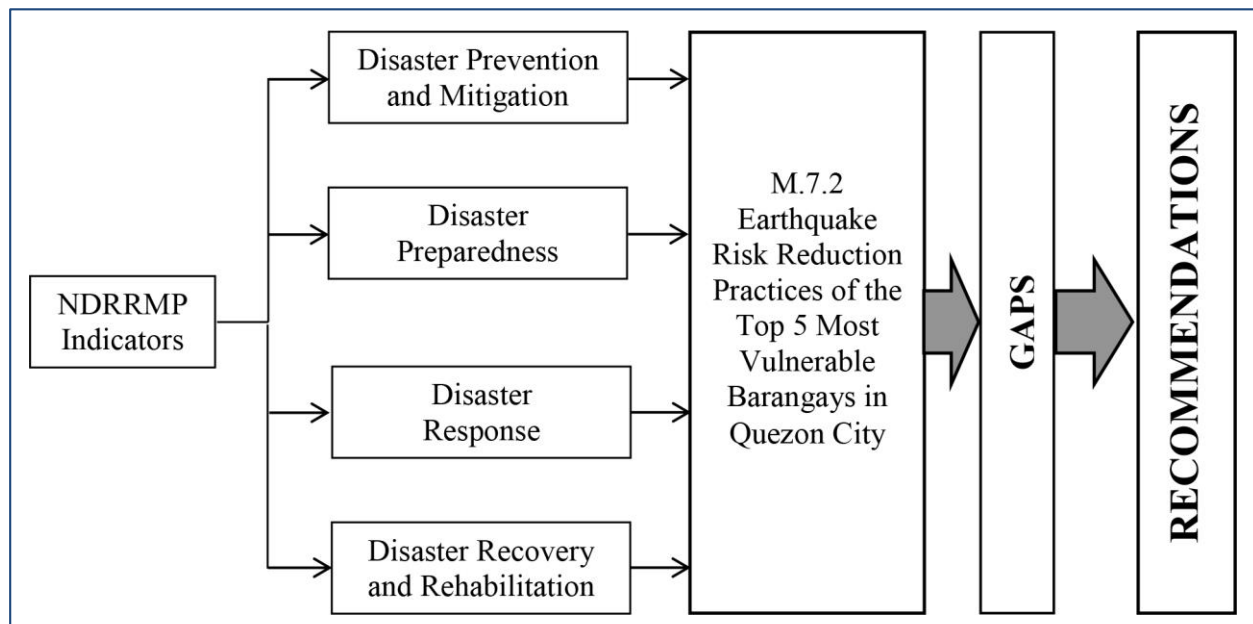 NDRRMP
Indicators
Disaster Prevention
and Mitigation
Disaster
Preparedness
Disaster
Response
Disaster Recovery
and Rehabilitation
M.7.2
Earthquake
Risk Reduction
Practices of the
Top 5 Most
Vulnerable
Barangays in
Quezon City
GAPS
RECOMMENDATIONS